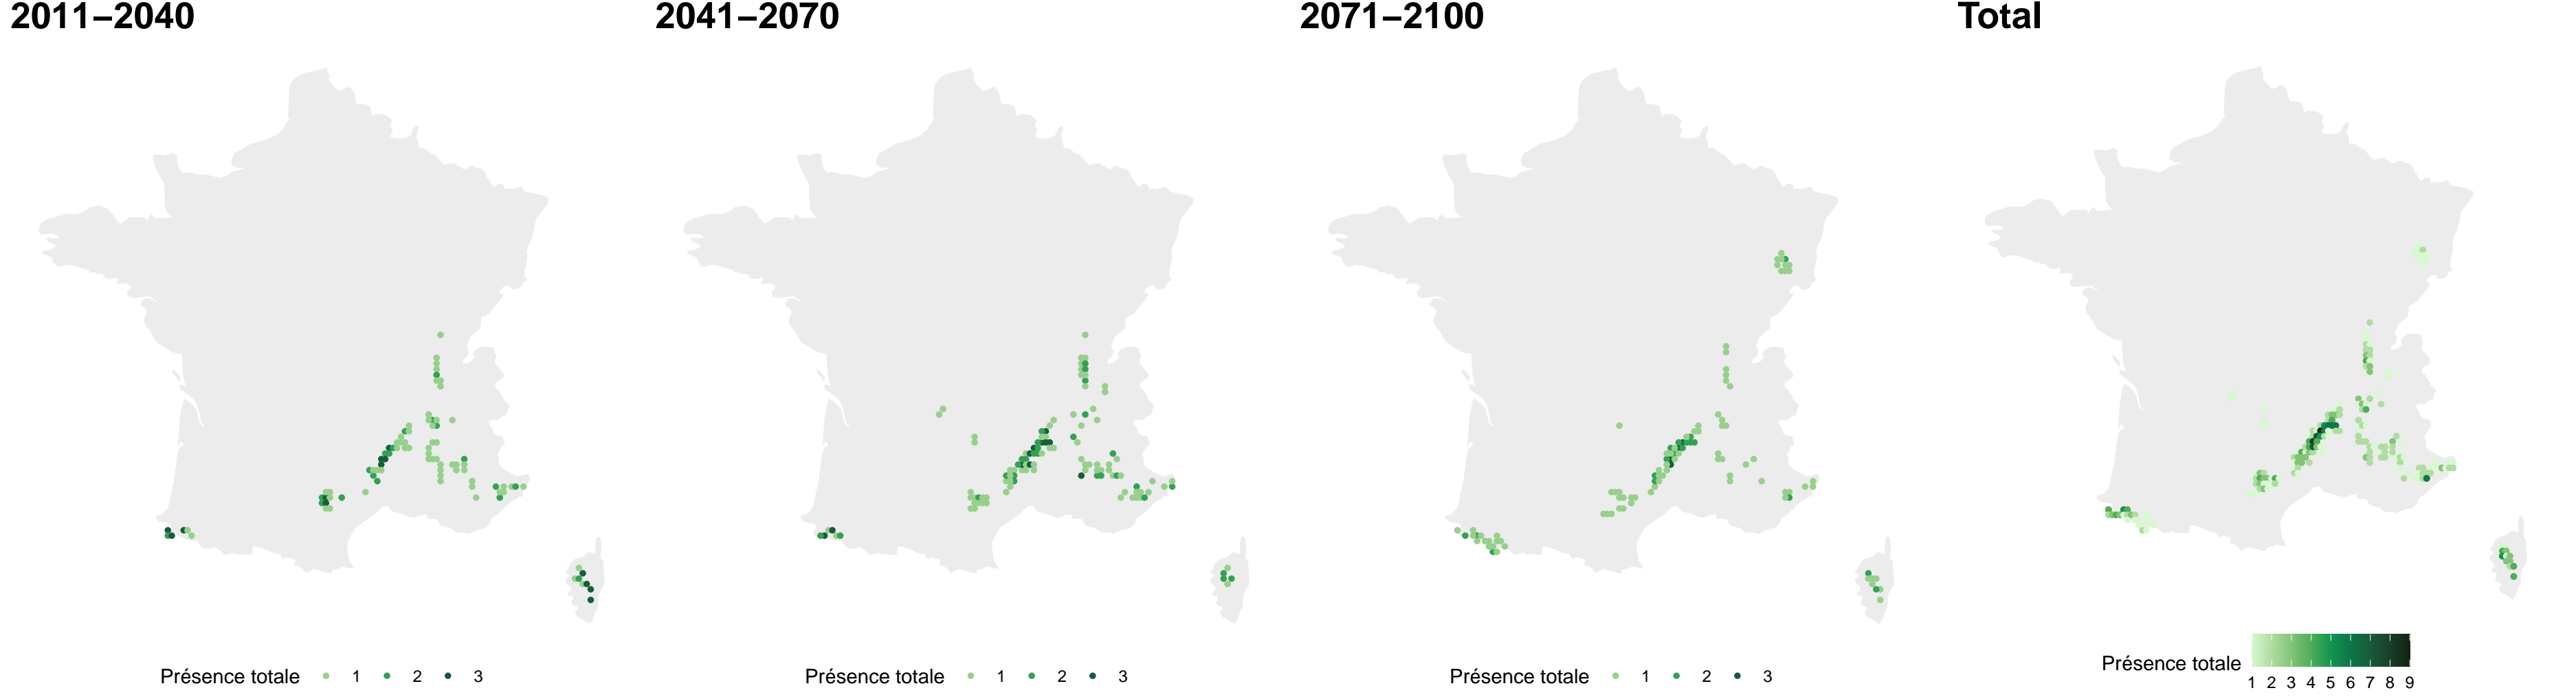 2011–2040 2041–2070 2071–2100 Total
Présence totale 1 2 3 Présence totale 1 2 3 Présence totale 1 2 3 Présence totale 1 2 3 4 5 6 7 8 9